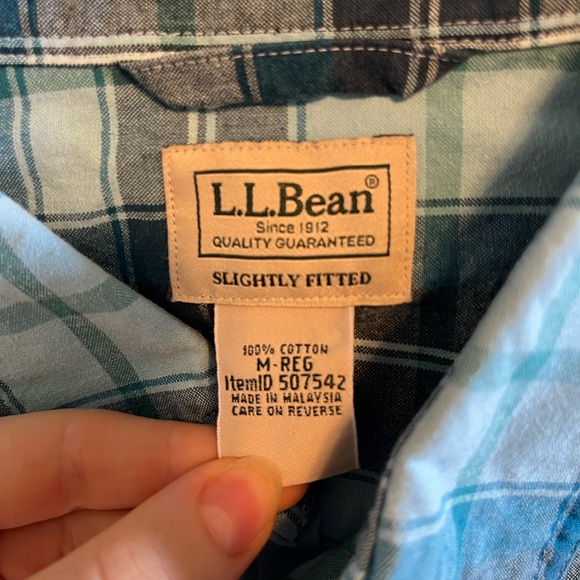 L.L.Bean®
Since 1912
QUALITY GUARANTEED
SLIGHTLY FITTED
100% COTTON
M-REG
ItemID 507542
MADE IN MALAYSIA
CARE ON REVERSE